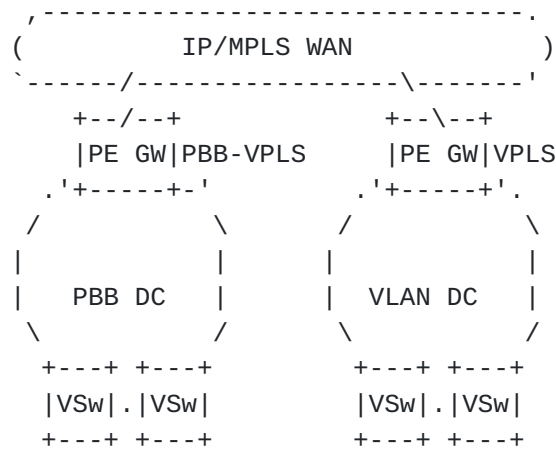 IP/MPLS WAN
PE GW PBB-VPLS PE GW VPLS
PBB DC VLAN DC
VSw . VSw VSw . VSw